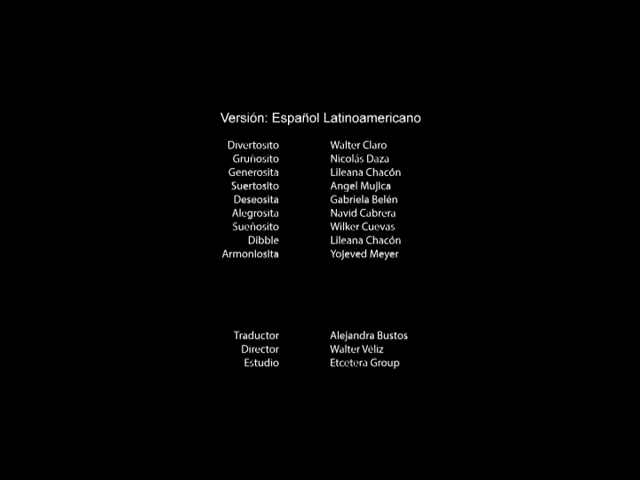 Versión: Español Latinoamericano
Divertosito Walter Claro
Gruñosito Nicolás Daza
Generosita Lileana Chacón
Suertosito Angel Mujica
Deseosita Gabriela Belén
Alegrosita Navid Cabrera
Sueñosito Wilker Cuevas
Dibble Lileana Chacón
Armoniosita Yojeved Meyer
Traductor Alejandra Bustos
Director Walter Véliz
Estudio Etcetera Group